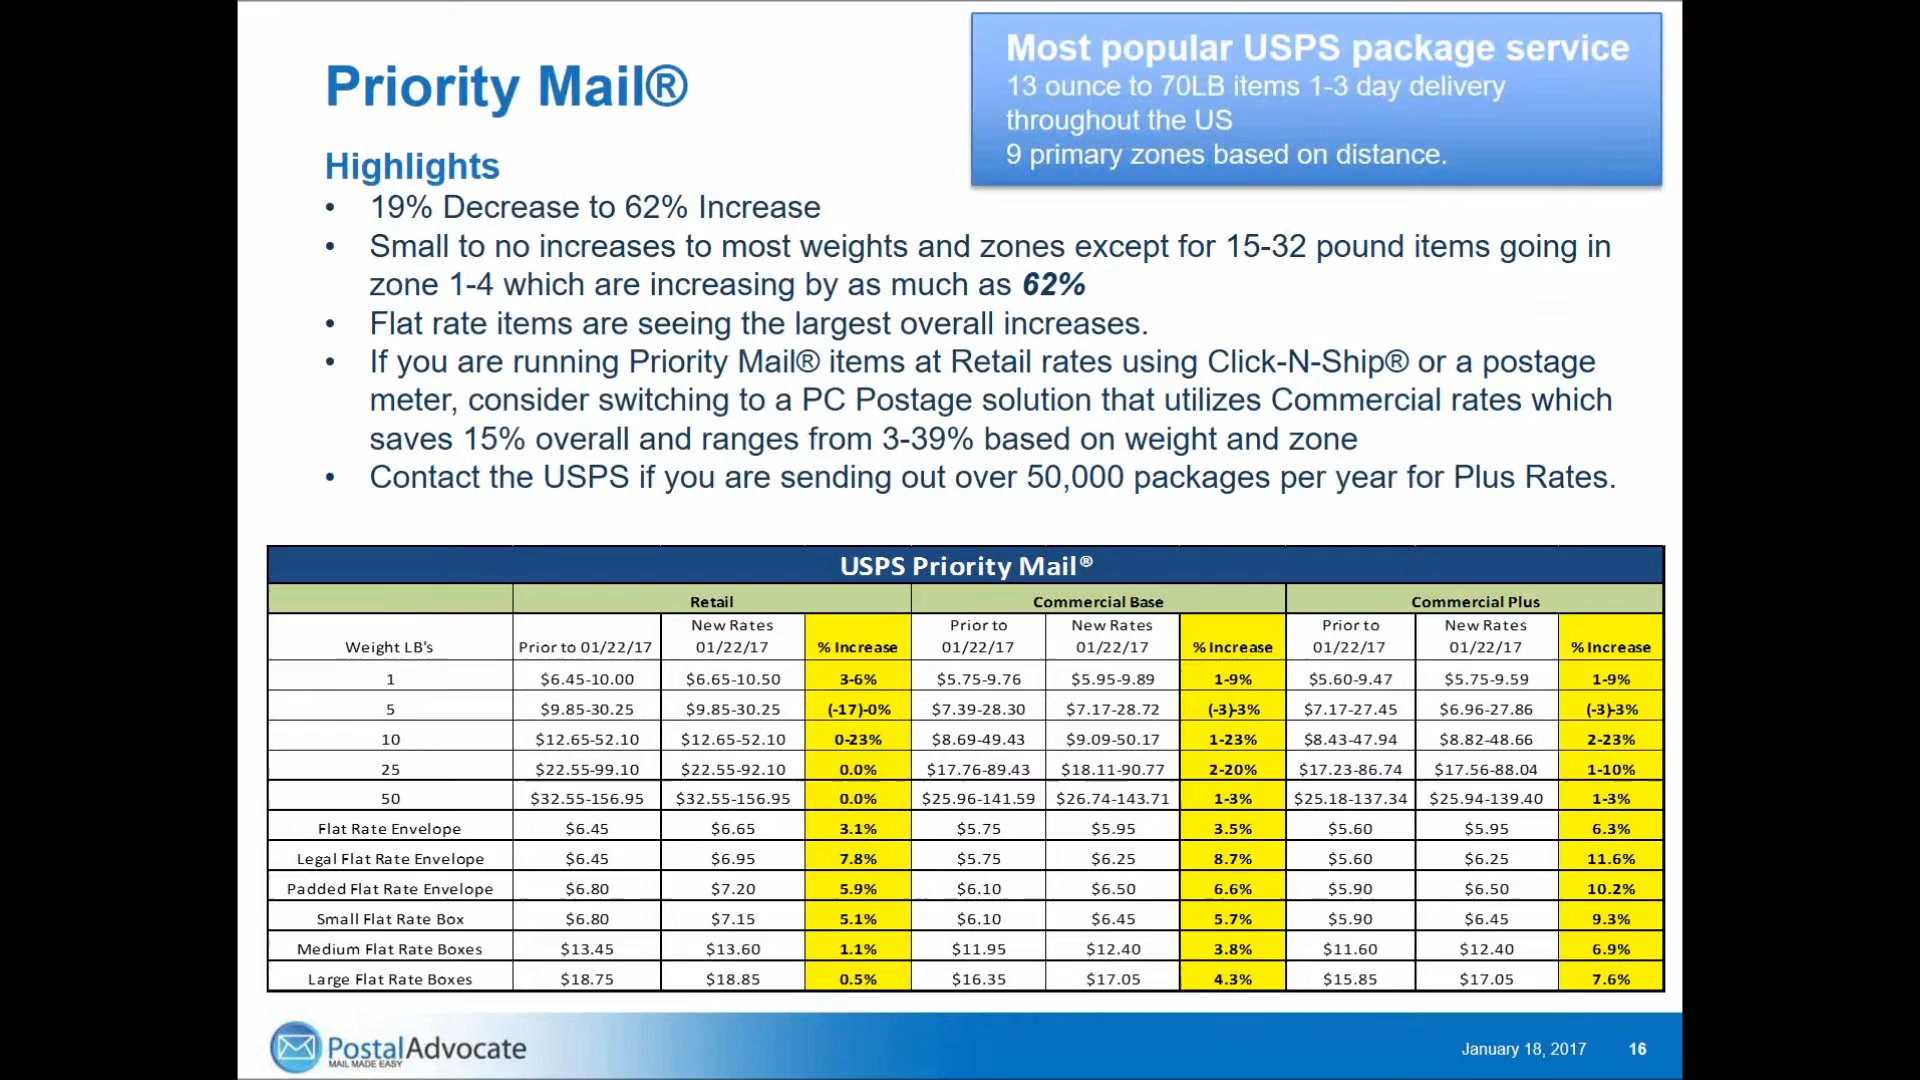 Priority Mail®
Most popular USPS package service
13 ounce to 70LB items 1-3 day delivery
throughout the US
9 primary zones based on distance.
Highlights
• 19% Decrease to 62% Increase
• Small to no increases to most weights and zones except for 15-32 pound items going in
zone 1-4 which are increasing by as much as 62%
• Flat rate items are seeing the largest overall increases.
• If you are running Priority Mail® items at Retail rates using Click-N-Ship® or a postage
meter, consider switching to a PC Postage solution that utilizes Commercial rates which
saves 15% overall and ranges from 3-39% based on weight and zone
• Contact the USPS if you are sending out over 50,000 packages per year for Plus Rates.
USPS Priority Mail®
Retail Commercial Base Commercial Plus
Weight LB's Prior to 01/22/17 New Rates 01/22/17 % Increase Prior to 01/22/17 New Rates 01/22/17 % Increase Prior to 01/22/17 New Rates 01/22/17 % Increase
1 $6.45-10.00 $6.65-10.50 3-6% $5.75-9.76 $5.95-9.89 1-9% $5.60-9.47 $5.75-9.59 1-9%
5 $9.85-30.25 $9.85-30.25 (-17)-0% $7.39-28.30 $7.17-28.72 (-3)-3% $7.17-27.45 $6.96-27.86 (-3)-3%
10 $12.65-52.10 $12.65-52.10 0-23% $8.69-49.43 $9.09-50.17 1-23% $8.43-47.94 $8.82-48.66 2-23%
25 $22.55-99.10 $22.55-92.10 0.0% $17.76-89.43 $18.11-90.77 2-20% $17.23-86.74 $17.56-88.04 1-10%
50 $32.55-156.95 $32.55-156.95 0.0% $25.96-141.59 $26.74-143.71 1-3% $25.18-137.34 $25.94-139.40 1-3%
Flat Rate Envelope $6.45 $6.65 3.1% $5.75 $5.95 3.5% $5.60 $5.95 6.3%
Legal Flat Rate Envelope $6.45 $6.95 7.8% $5.75 $6.25 8.7% $5.60 $6.25 11.6%
Padded Flat Rate Envelope $6.80 $7.20 5.9% $6.10 $6.50 6.6% $5.90 $6.50 10.2%
Small Flat Rate Box $6.80 $7.15 5.1% $6.10 $6.45 5.7% $5.90 $6.45 9.3%
Medium Flat Rate Boxes $13.45 $13.60 1.1% $11.95 $12.40 3.8% $11.60 $12.40 6.9%
Large Flat Rate Boxes $18.75 $18.85 0.5% $16.35 $17.05 4.3% $15.85 $17.05 7.6%
PostalAdvocate
MAIL MADE EASY
January 18, 2017 16